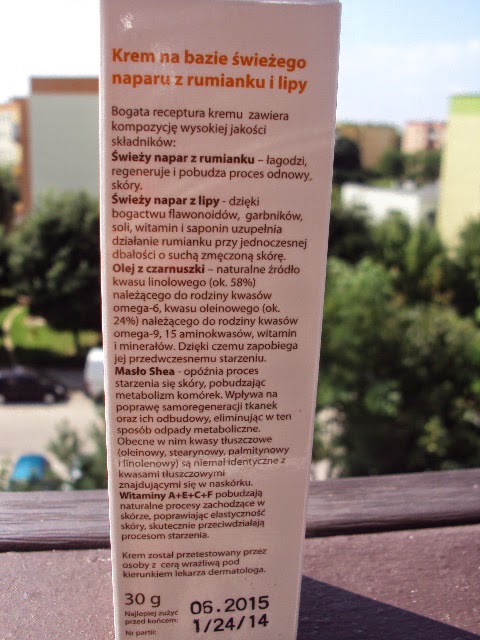 Krem na bazie świeżego
naparu z rumianku i lipy
Bogata receptura kremu zawiera
kompozycję wysokiej jakości
składników:
Świeży napar z rumianku – łagodzi,
regeneruje i pobudza proces odnowy
skóry.
Świeży napar z lipy - dzięki
bogactwu flawonoidów, garbników,
soli, witamin i saponin uzupełnia
działanie rumianku przy jednoczesnej
dbałości o suchą zmęczoną skórę.
Olej z czarnuszki – naturalne źródło
kwasu linolowego (ok. 58%)
należącego do rodziny kwasów
omega-6, kwasu oleinowego (ok.
24%) należącego do rodziny kwasów
omega-9, 15 aminokwasów, witamin
i minerałów. Dzięki czemu zapobiega
jej przedwczesnemu starzeniu.
Masło Shea - opóźnia proces
starzenia się skóry, pobudzając
metabolizm komórek. Wpływa na
poprawę samoregeneracji tkanek
oraz ich odbudowy, eliminując w ten
sposób odpady metaboliczne.
Obecne w nim kwasy tłuszczowe
(oleinowy, stearynowy, palmitynowy
i linolenowy) są niemal identyczne z
kwasami tłuszczowymi
znajdującymi się w naskórku.
Witaminy A+E+C+F pobudzają
naturalne procesy zachodzące w
skórze, poprawiając elastyczność
skóry, skutecznie przeciwdziałają
procesom starzenia.
Krem został przetestowany przez
osoby z cerą wrażliwą pod
kierunkiem lekarza dermatologa.
30 g
Najlepiej zużyć
przed końcem: 06.2015
Nr partii: 1/24/14